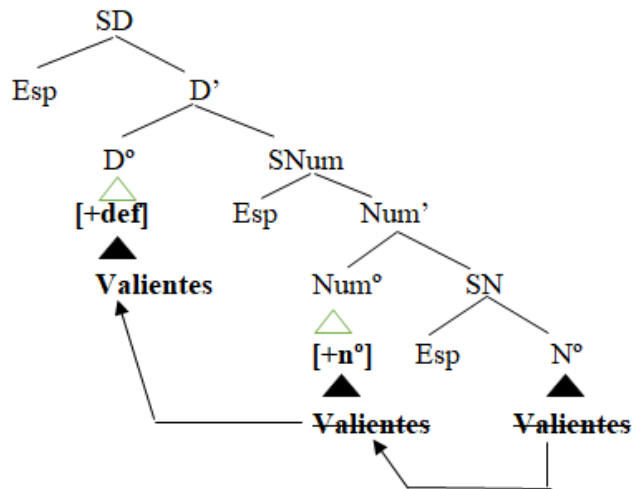 SD
Esp D’
Dº SNum
[+def] Esp Num’
Valientes Numº SN
[+nº] Esp Nº
Valientes Valientes